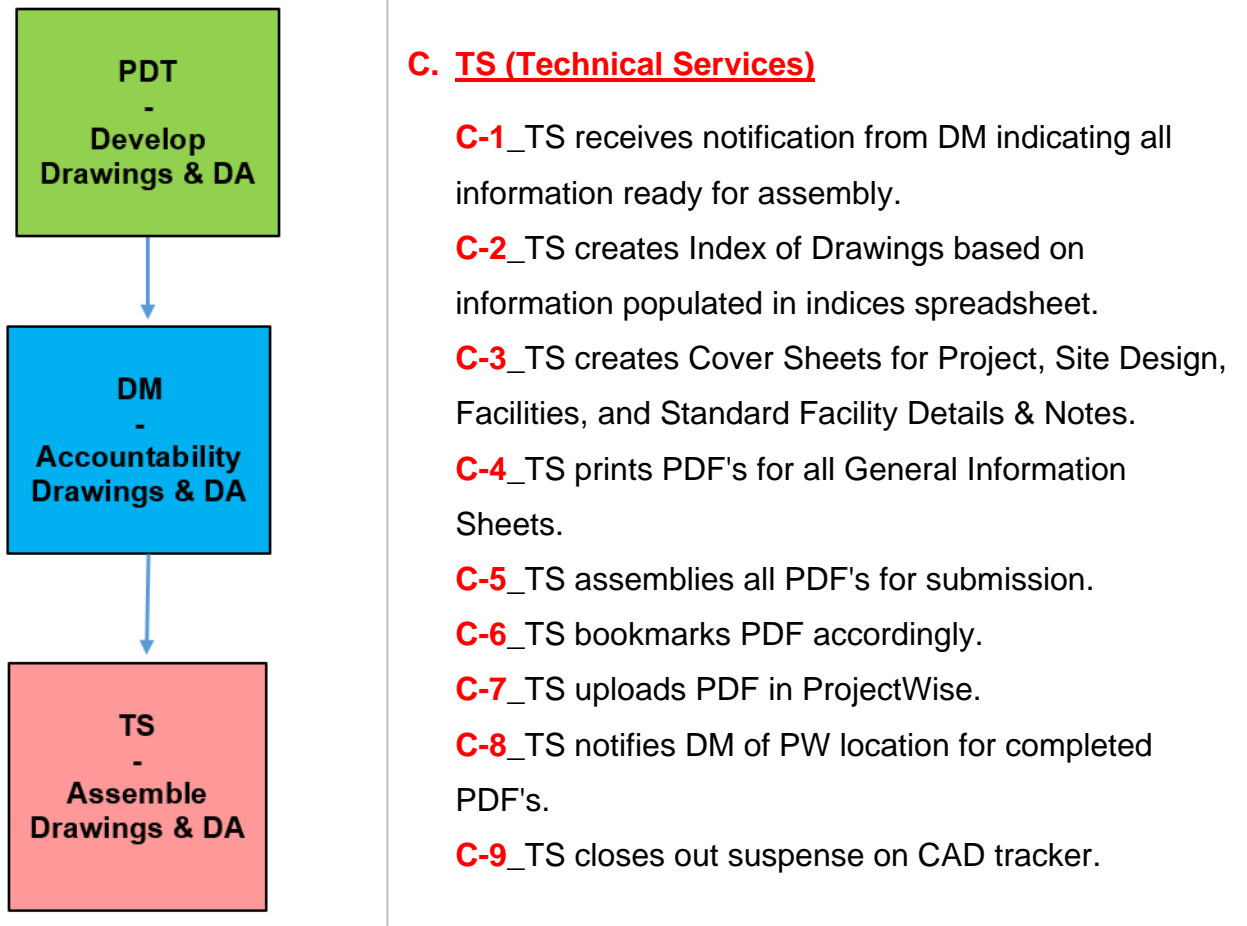 PDT
-
Develop
Drawings & DA
DM
-
Accountability
Drawings & DA
TS
-
Assemble
Drawings & DA
C. TS (Technical Services)
C-1_TS receives notification from DM indicating all
information ready for assembly.
C-2_TS creates Index of Drawings based on
information populated in indices spreadsheet.
C-3_TS creates Cover Sheets for Project, Site Design,
Facilities, and Standard Facility Details & Notes.
C-4_TS prints PDF's for all General Information
Sheets.
C-5_TS assemblies all PDF's for submission.
C-6_TS bookmarks PDF accordingly.
C-7_TS uploads PDF in ProjectWise.
C-8_TS notifies DM of PW location for completed
PDF's.
C-9_TS closes out suspense on CAD tracker.